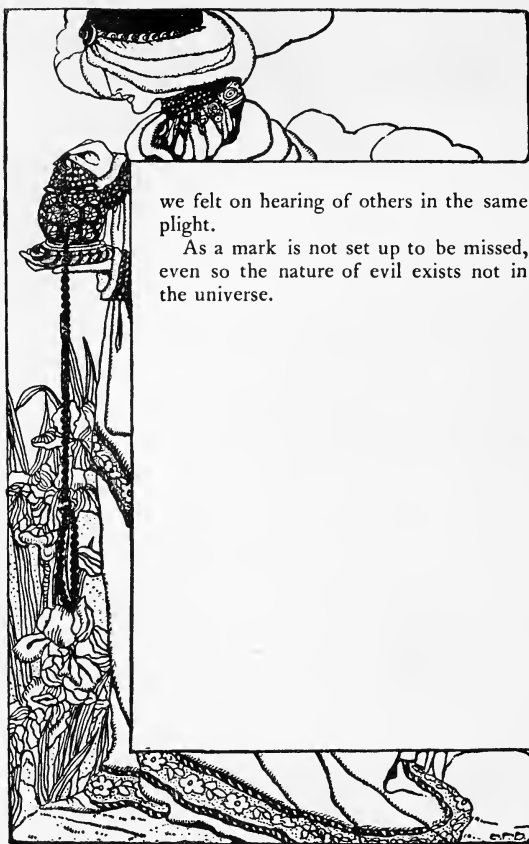 we felt on hearing of others in the same
plight.
As a mark is not set up to be missed,
even so the nature of evil exists not in
the universe.